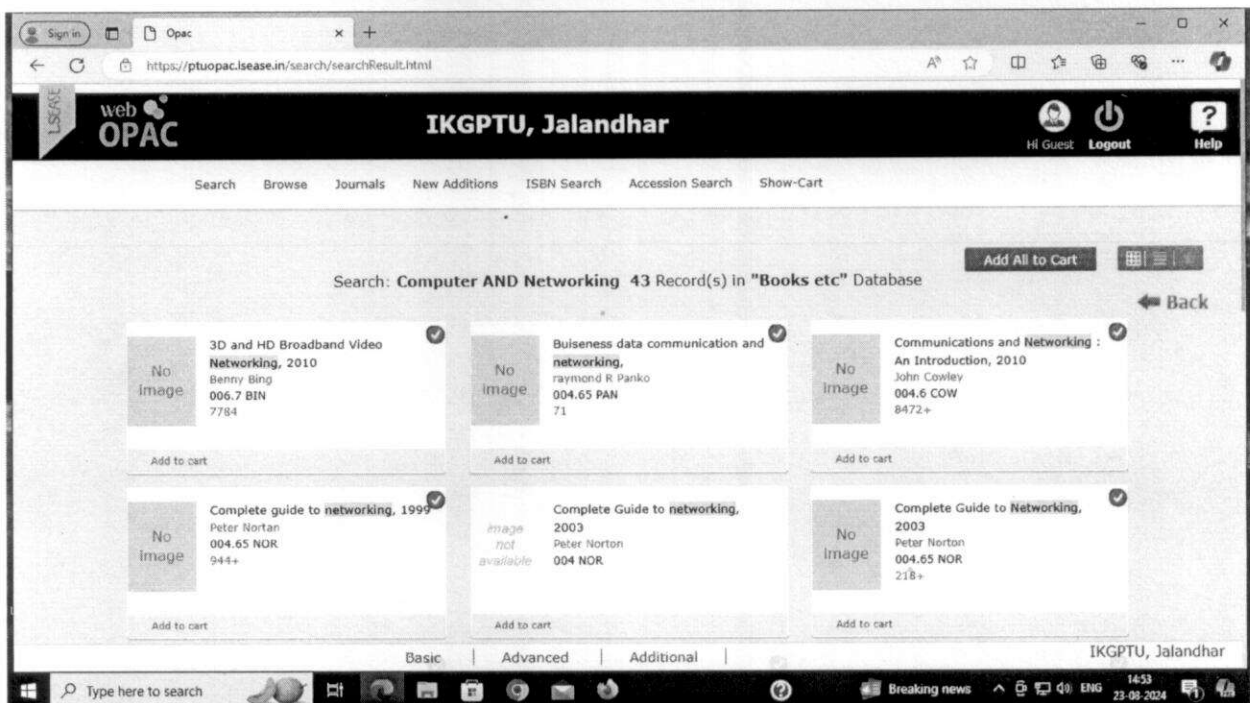 Sign in
Opac
https://ptuopac.lsease.in/search/searchResult.html
LSEASE
web
OPAC
IKGPTU, Jalandhar
Hi Guest
Logout
?
Help
Search Browse Journals New Additions ISBN Search Accession Search Show-Cart
Add All to Cart
Search: Computer AND Networking 43 Record(s) in "Books etc" Database
Back
No
Image
3D and HD Broadband Video
Networking, 2010
Benny Bing
006.7 BIN
7784
Add to cart
No
Image
Buiseness data communication and
networking,
raymond R Panko
004.65 PAN
71
Add to cart
No
Image
Communications and Networking :
An Introduction, 2010
John Cowley
004.6 COW
8472+
Add to cart
No
Image
Complete guide to networking, 1999
Peter Nortan
004.65 NOR
944+
Add to cart
image
not
available
Complete Guide to networking,
2003
Peter Norton
004 NOR
Add to cart
No
Image
Complete Guide to Networking,
2003
Peter Norton
004.65 NOR
218+
Add to cart
Basic | Advanced | Additional |
IKGPTU, Jalandhar
Type here to search
Breaking news
ENG
14:53
23-08-2024